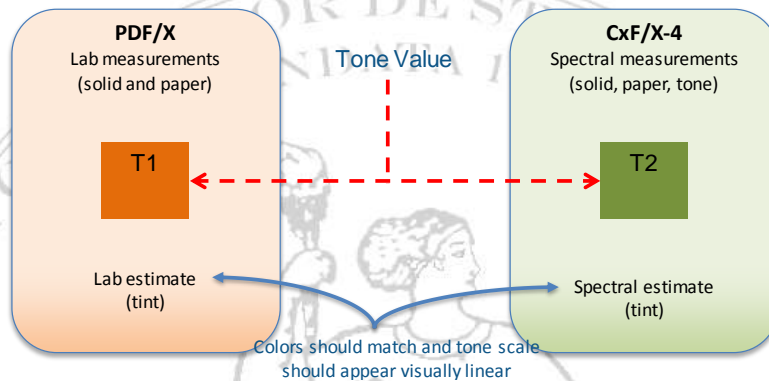 PDF/X
Lab measurements
(solid and paper)
T1
Lab estimate
(tint)
Tone Value
CxF/X-4
Spectral measurements
(solid, paper, tone)
T2
Spectral estimate
(tint)
Colors should match and tone scale
should appear visually linear